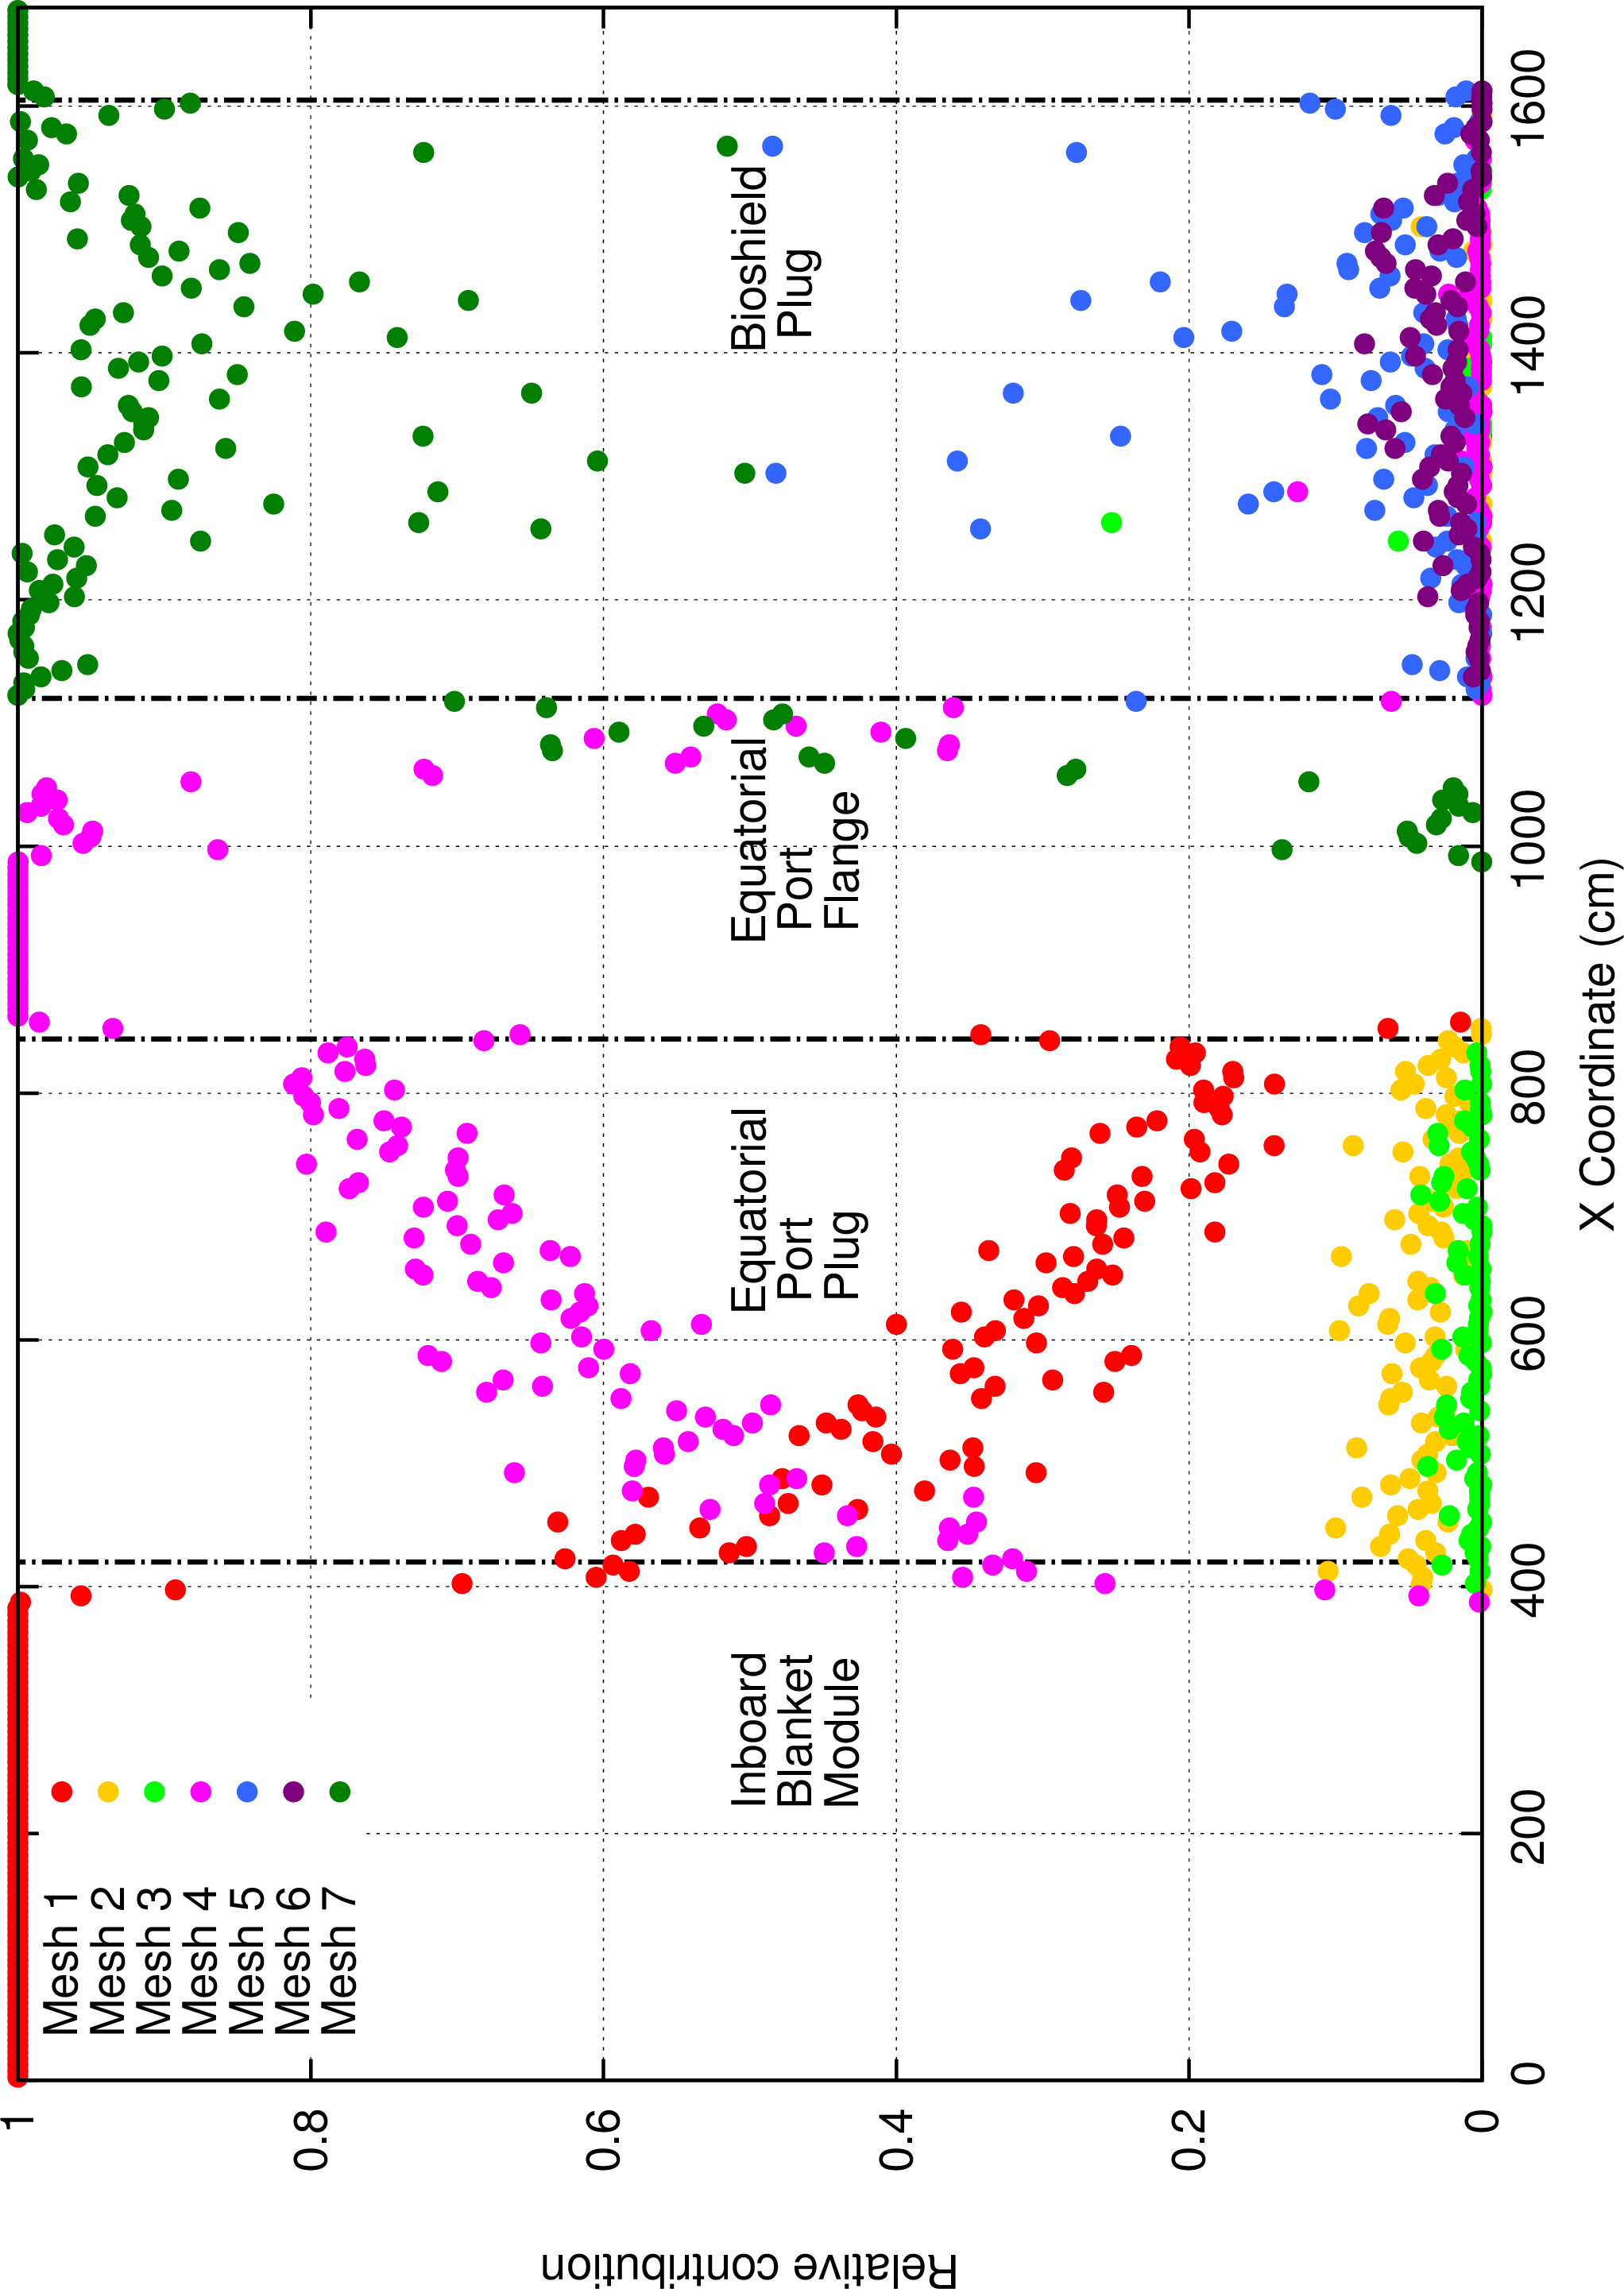 Relative contribution
1
0.8
0.6
0.4
0.2
0
0
200
400
600
800
1000
1200
1400
1600
X Coordinate (cm)
Mesh 1
Mesh 2
Mesh 3
Mesh 4
Mesh 5
Mesh 6
Mesh 7
Inboard
Blanket
Module
Equatorial
Port
Plug
Equatorial
Port
Flange
Bioshield
Plug